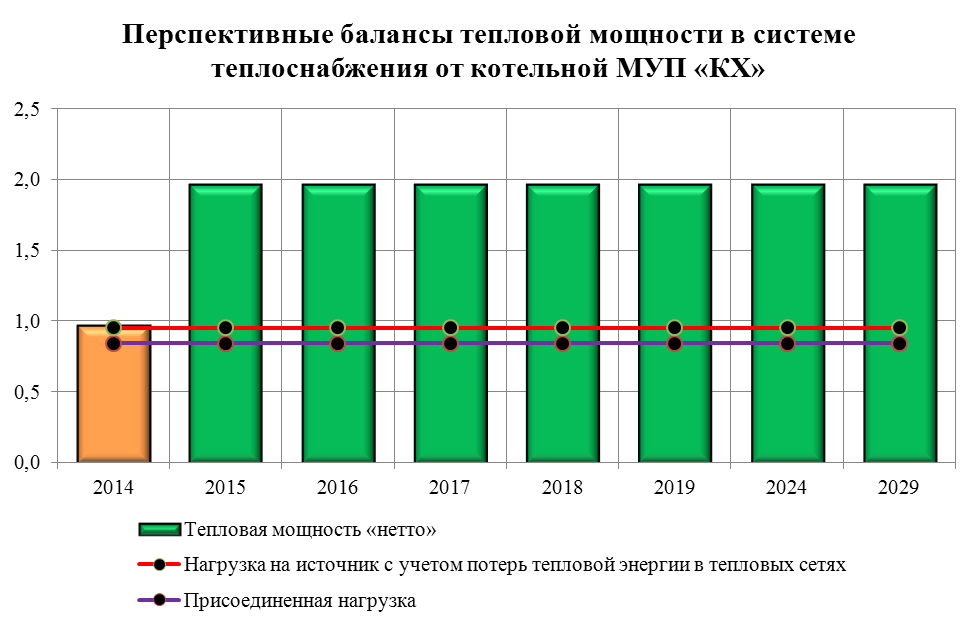 Перспективные балансы тепловой мощности в системе
теплоснабжения от котельной МУП «КХ»
2,5
2,0
1,5
1,0
0,5
0,0
2014 2015 2016 2017 2018 2019 2024 2029
Тепловая мощность «нетто»
Нагрузка на источник с учетом потерь тепловой энергии в тепловых сетях
Присоединенная нагрузка